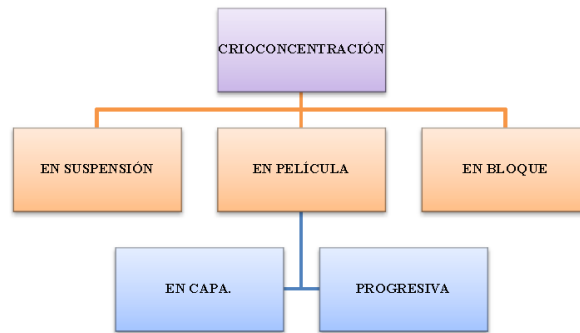 CRIOCONCENTRACIÓN
EN SUSPENSIÓN
EN PELÍCULA
EN BLOQUE
EN CAPA.
PROGRESIVA